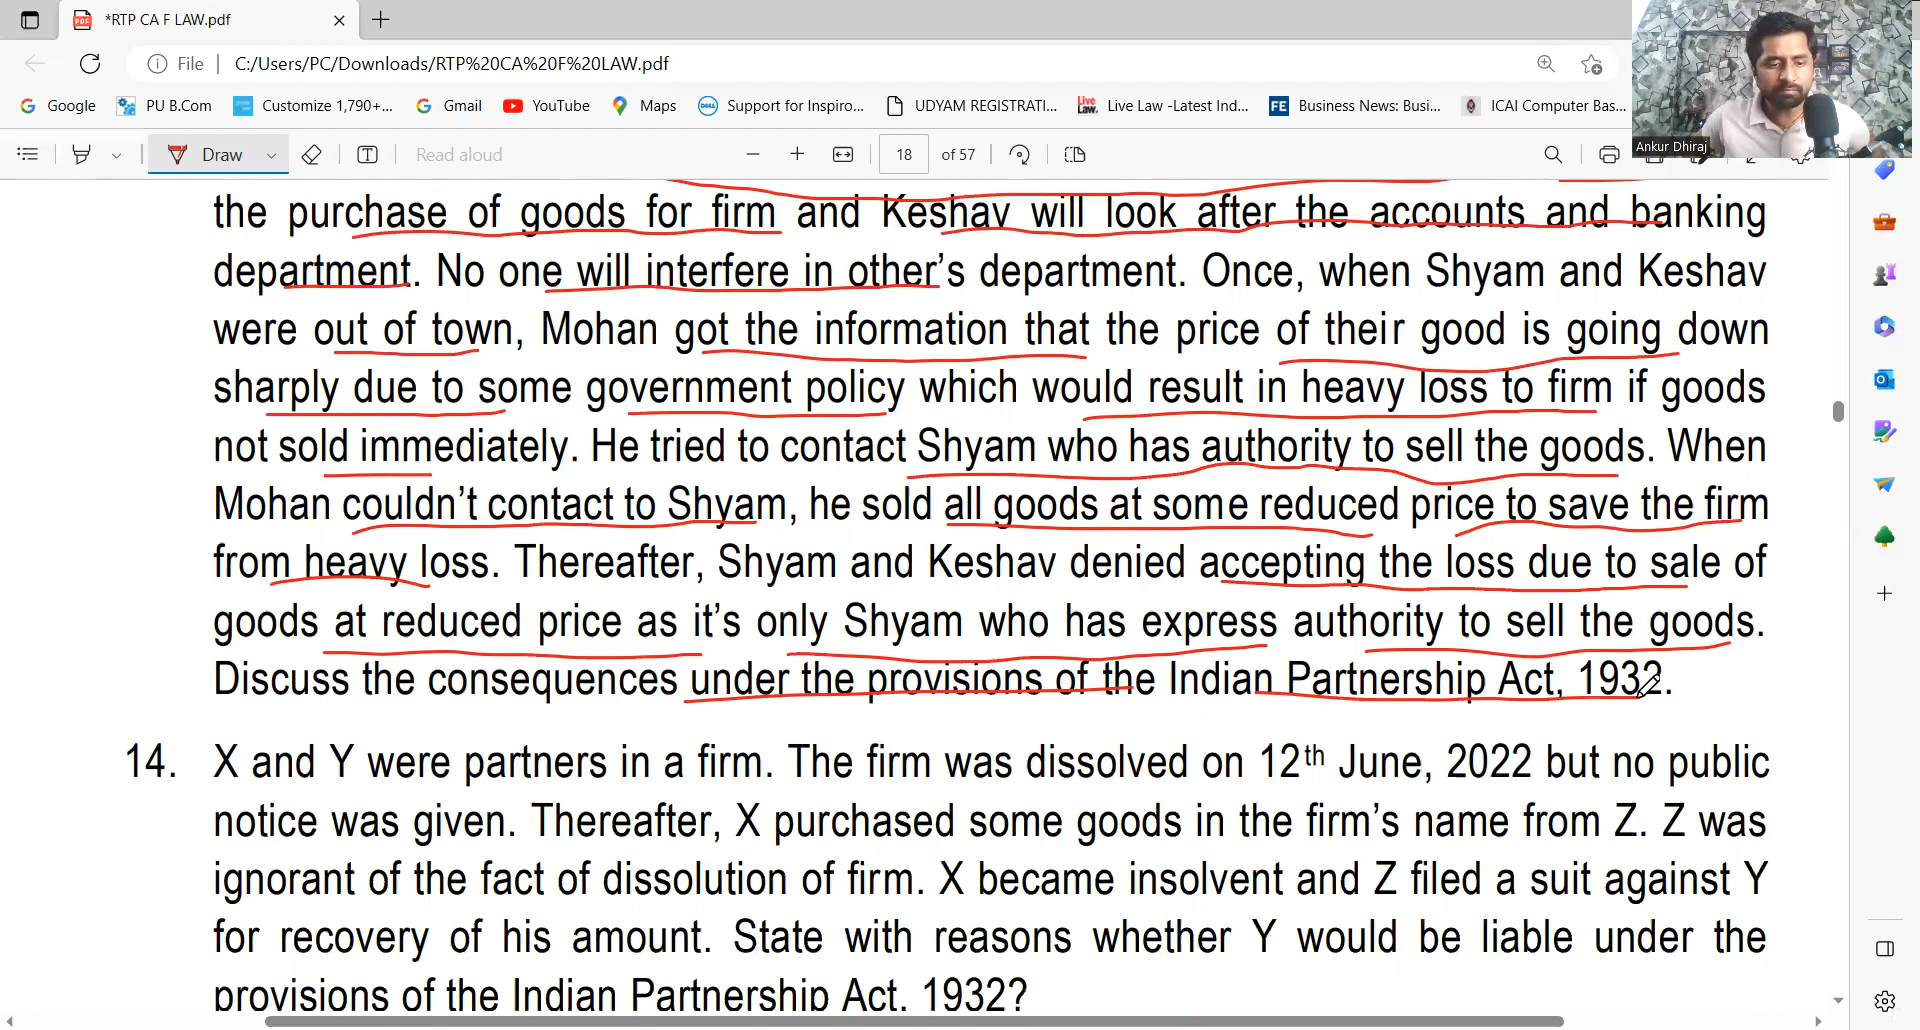 *RTP CA F LAW.pdf
File
C:/Users/PC/Downloads/RTP%20CA%20F%20LAW.pdf
Google
PU B.Com
Customize 1,790+...
Gmail
YouTube
Maps
Support for Inspiro...
UDYAM REGISTRATI...
Live Law -Latest Ind...
Business News: Busi...
ICAI Computer Bas...
Draw
Read aloud
18
of 57
Ankur Dhiraj
the purchase of goods for firm and Keshav will look after the accounts and banking
department. No one will interfere in other’s department. Once, when Shyam and Keshav
were out of town, Mohan got the information that the price of their good is going down
sharply due to some government policy which would result in heavy loss to firm if goods
not sold immediately. He tried to contact Shyam who has authority to sell the goods. When
Mohan couldn’t contact to Shyam, he sold all goods at some reduced price to save the firm
from heavy loss. Thereafter, Shyam and Keshav denied accepting the loss due to sale of
goods at reduced price as it’s only Shyam who has express authority to sell the goods.
Discuss the consequences under the provisions of the Indian Partnership Act, 1932.
14. X and Y were partners in a firm. The firm was dissolved on 12th June, 2022 but no public
notice was given. Thereafter, X purchased some goods in the firm’s name from Z. Z was
ignorant of the fact of dissolution of firm. X became insolvent and Z filed a suit against Y
for recovery of his amount. State with reasons whether Y would be liable under the
provisions of the Indian Partnership Act. 1932?